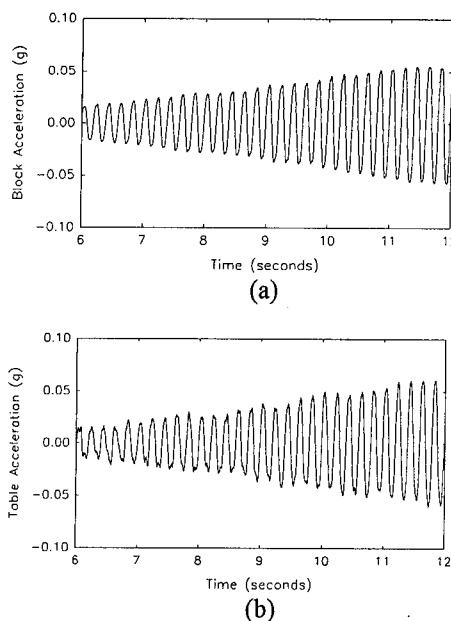 0.10
0.05
0.00
-0.05
-0.10
Block Acceleration (g)
6 7 8 9 10 11 12
Time (seconds)
(a)
0.10
0.05
0.00
-0.05
-0.10
Table Acceleration (g)
6 7 8 9 10 11 12
Time (seconds)
(b)